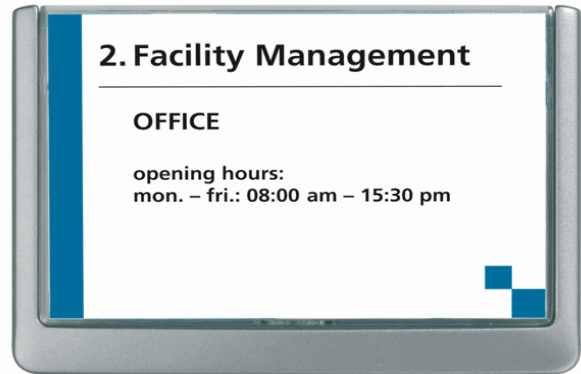 2. Facility Management
OFFICE
opening hours:
mon. – fri.: 08:00 am – 15:30 pm